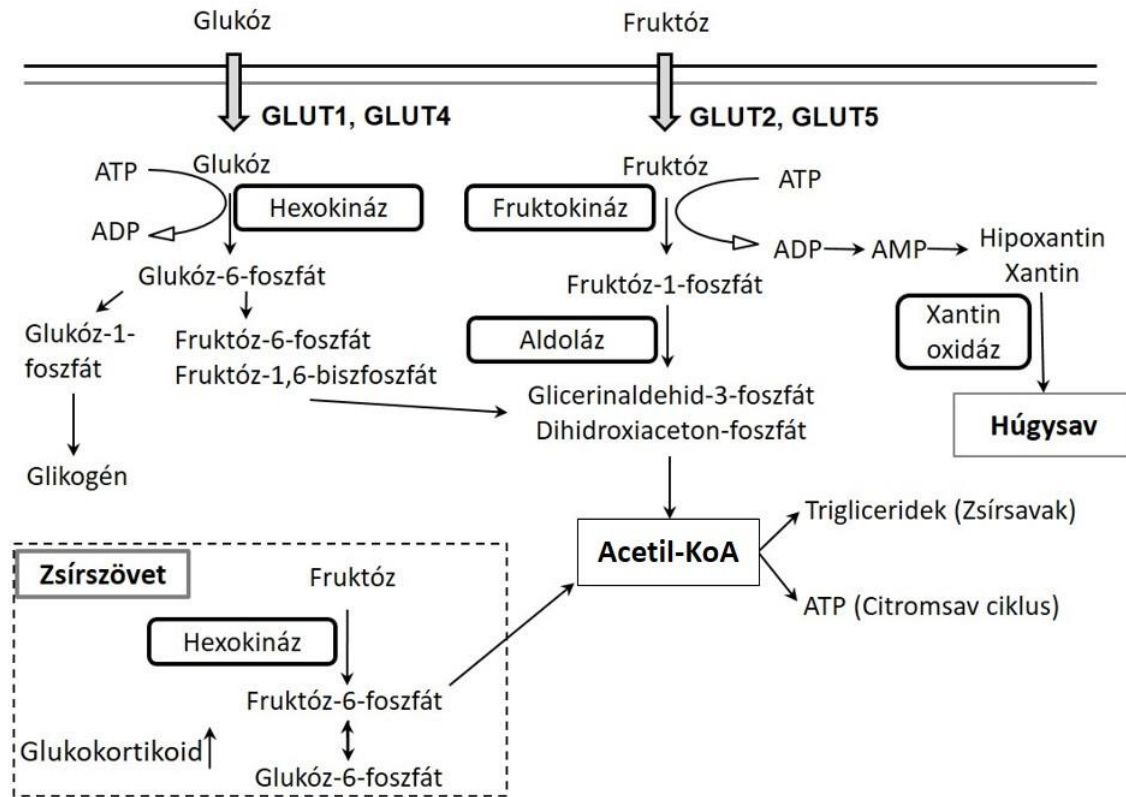 Glukóz
Fruktóz
GLUT1, GLUT4
GLUT2, GLUT5
ATP
Glukóz
Hexokináz
ADP
Fruktóz
Fruktokináz
ATP
ADP
AMP
Hipoxantin
Xantin
Glukóz-6-foszfát
Fruktóz-1-foszfát
Glukóz-1-
foszfát
Fruktóz-6-foszfát
Fruktóz-1,6-biszfoszfát
Aldoláz
Xantin
oxidáz
Glicerinaldehid-3-foszfát
Dihidroxiaceton-foszfát
Húgysav
Glikogén
Acetil-KoA
Trigliceridek (Zsírsavak)
ATP (Citromsav ciklus)
Zsírszövet
Fruktóz
Hexokináz
Fruktóz-6-foszfát
Glukokortikoid
Glukóz-6-foszfát